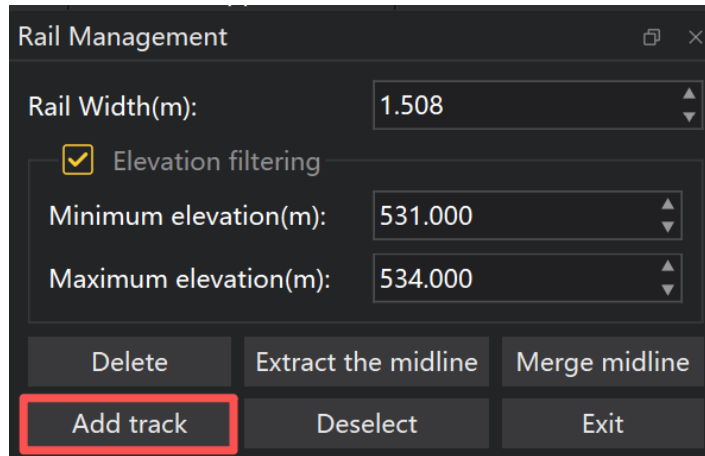 Rail Management
Rail Width(m): 1.508
Elevation filtering
Minimum elevation(m): 531.000
Maximum elevation(m): 534.000
Delete Extract the midline Merge midline
Add track Deselect Exit